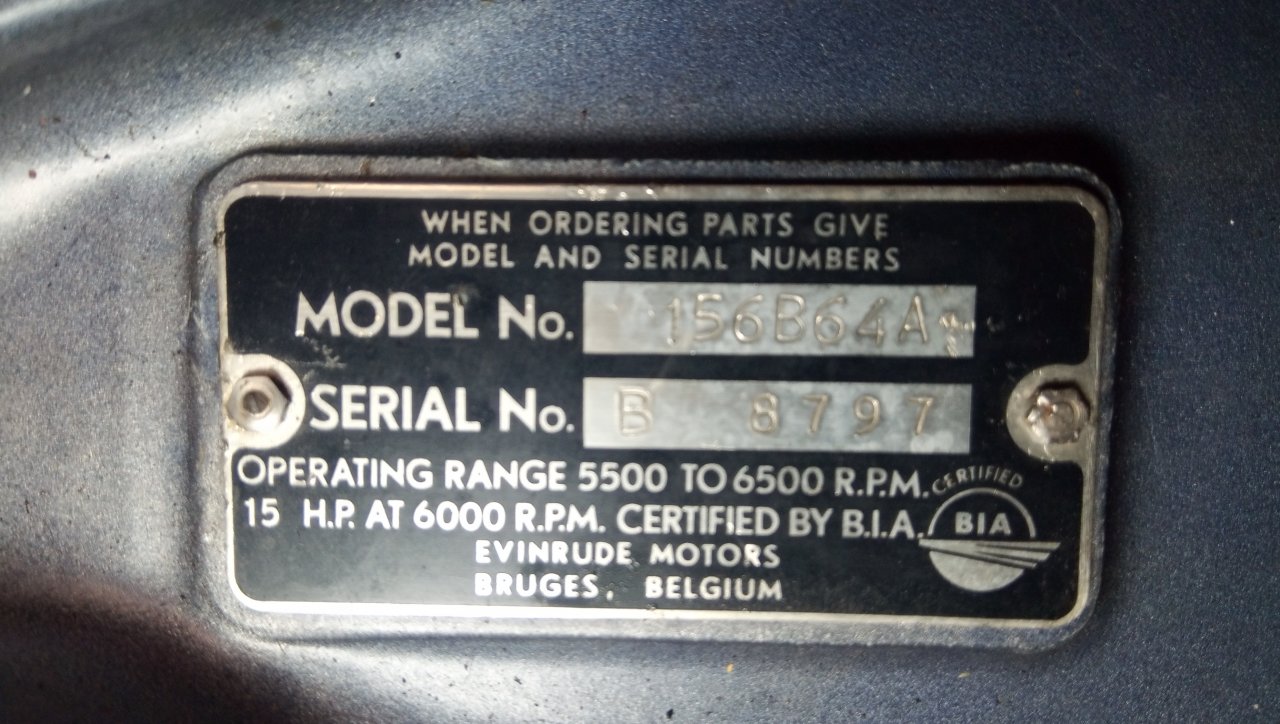 WHEN ORDERING PARTS GIVE
MODEL AND SERIAL NUMBERS
MODEL No. 156B64A
SERIAL No. B 8797
OPERATING RANGE 5500 TO 6500 R.P.M.
15 H.P. AT 6000 R.P.M. CERTIFIED BY B.I.A.
CERTIFIED
BIA
EVINRUDE MOTORS
BRUGES, BELGIUM